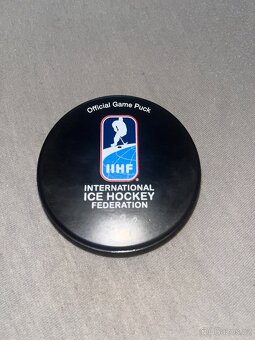 Official Game Puck
IIHF
INTERNATIONAL
ICE HOCKEY
FEDERATION